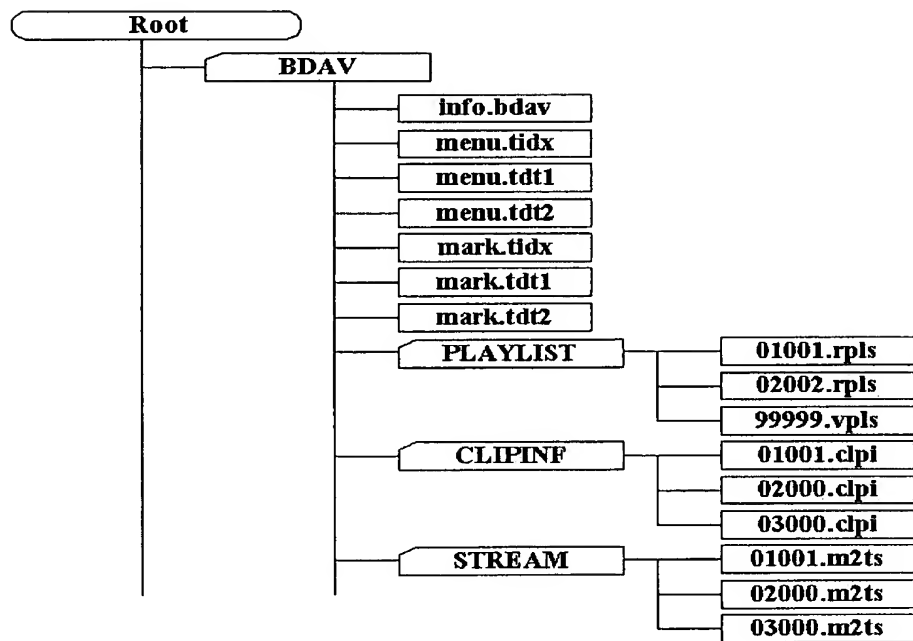 Root
BDAV
info.bdav
menu.tidx
menu.tdt1
menu.tdt2
mark.tidx
mark.tdt1
mark.tdt2
PLAYLIST
01001.rpls
02002.rpls
99999.vpls
CLIPINF
01001.clpi
02000.clpi
03000.clpi
STREAM
01001.m2ts
02000.m2ts
03000.m2ts